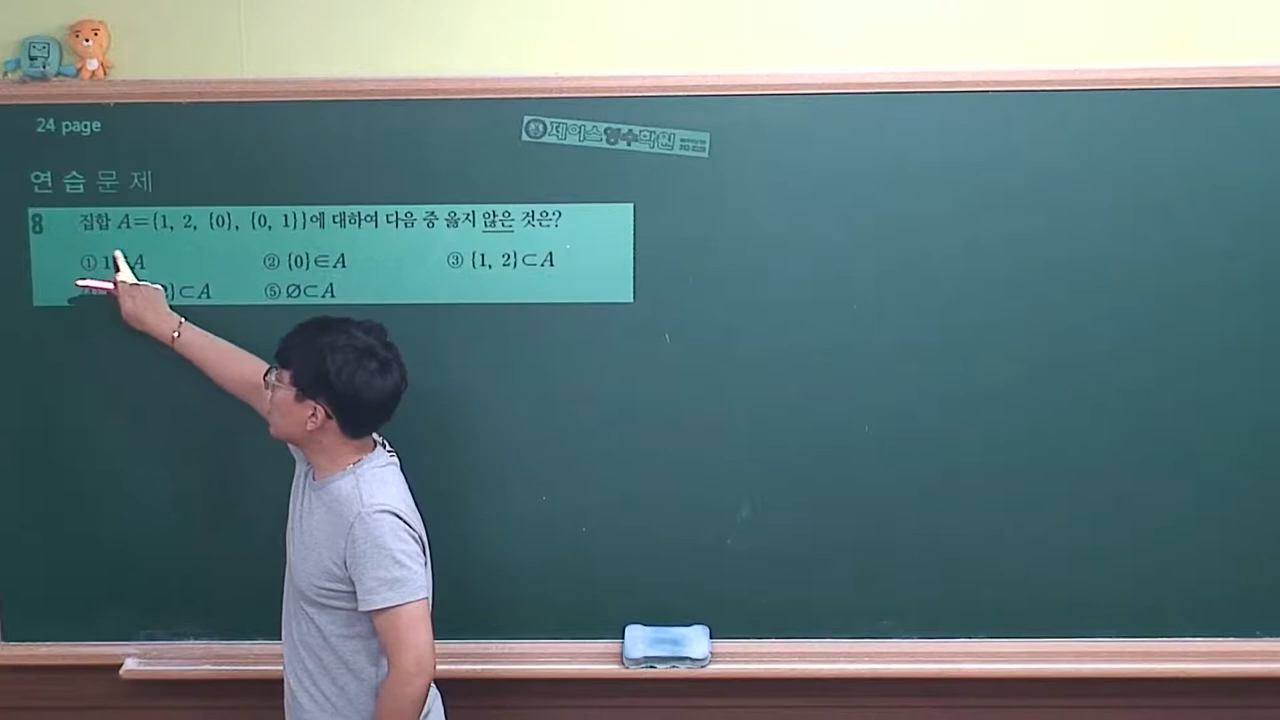 24 page
제이스영수학원
연습문제
8 집합 A={1, 2, {0}, {0, 1}}에 대하여 다음 중 옳지 않은 것은?
① 1∈A ② {0}∈A ③ {1, 2}⊂A
}⊂A ⑤ ∅⊂A